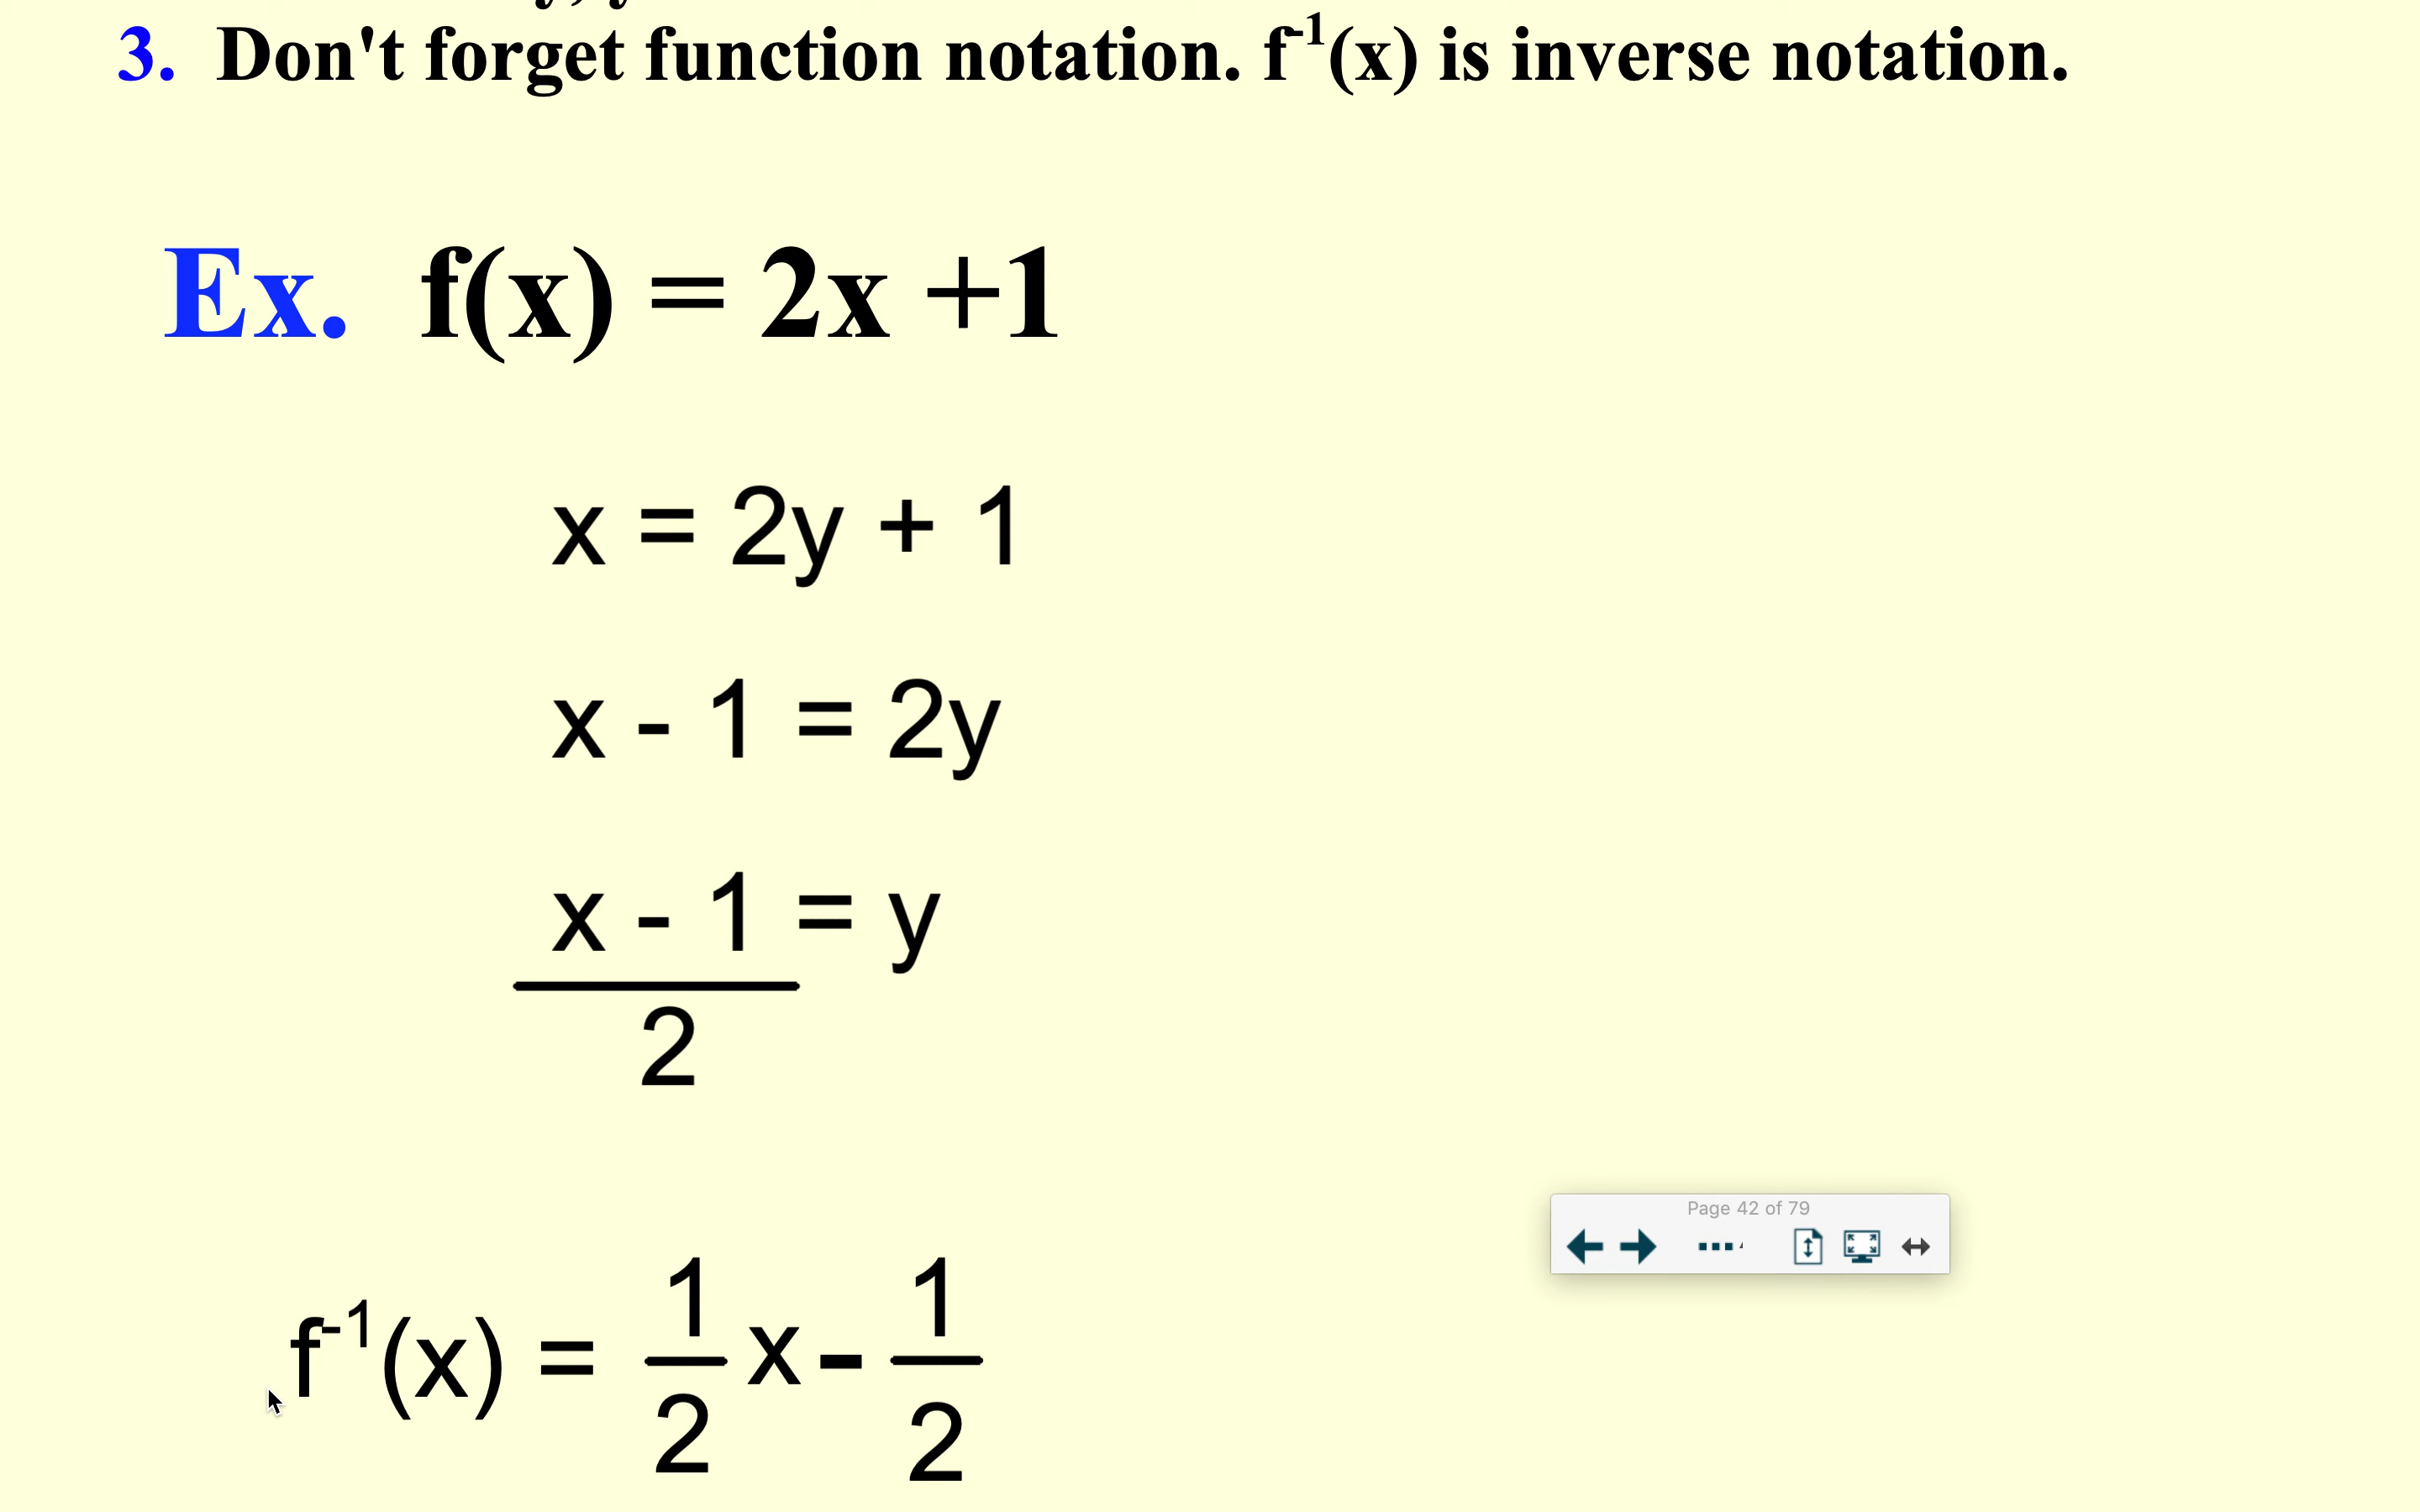 3. Don't forget function notation. f⁻¹(x) is inverse notation.
Ex. f(x) = 2x +1
x = 2y + 1
x - 1 = 2y
x - 1 = y
2
f⁻¹(x) = 1/2 x - 1/2
Page 42 of 79